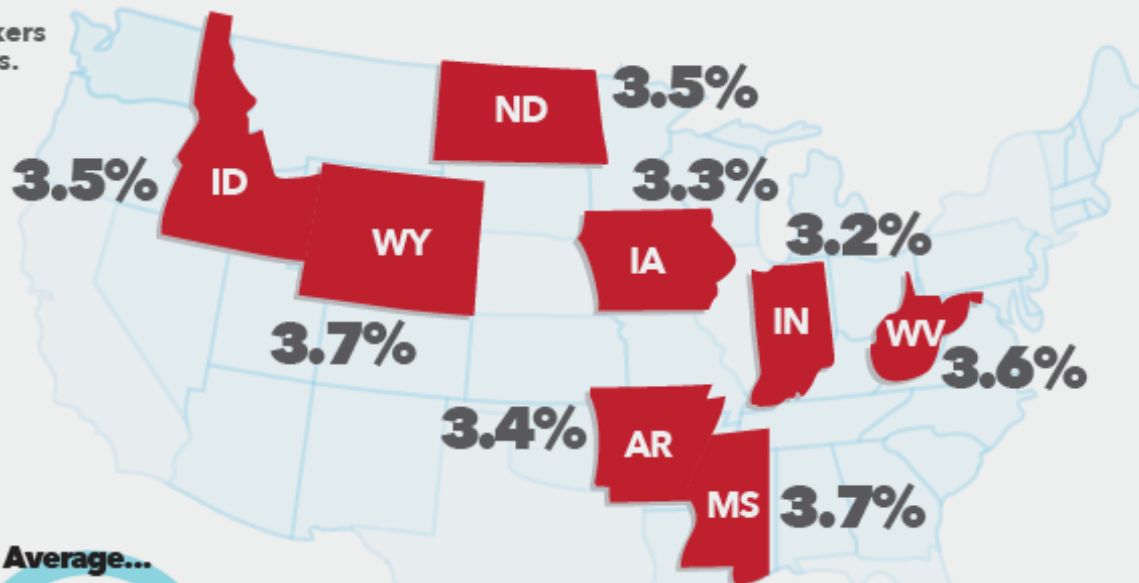 s.
ND
3.5%
3.5%
ID
3.3%
WY
IA
3.2%
3.7%
IN
WV
3.6%
3.4%
AR
MS
3.7%
Average...